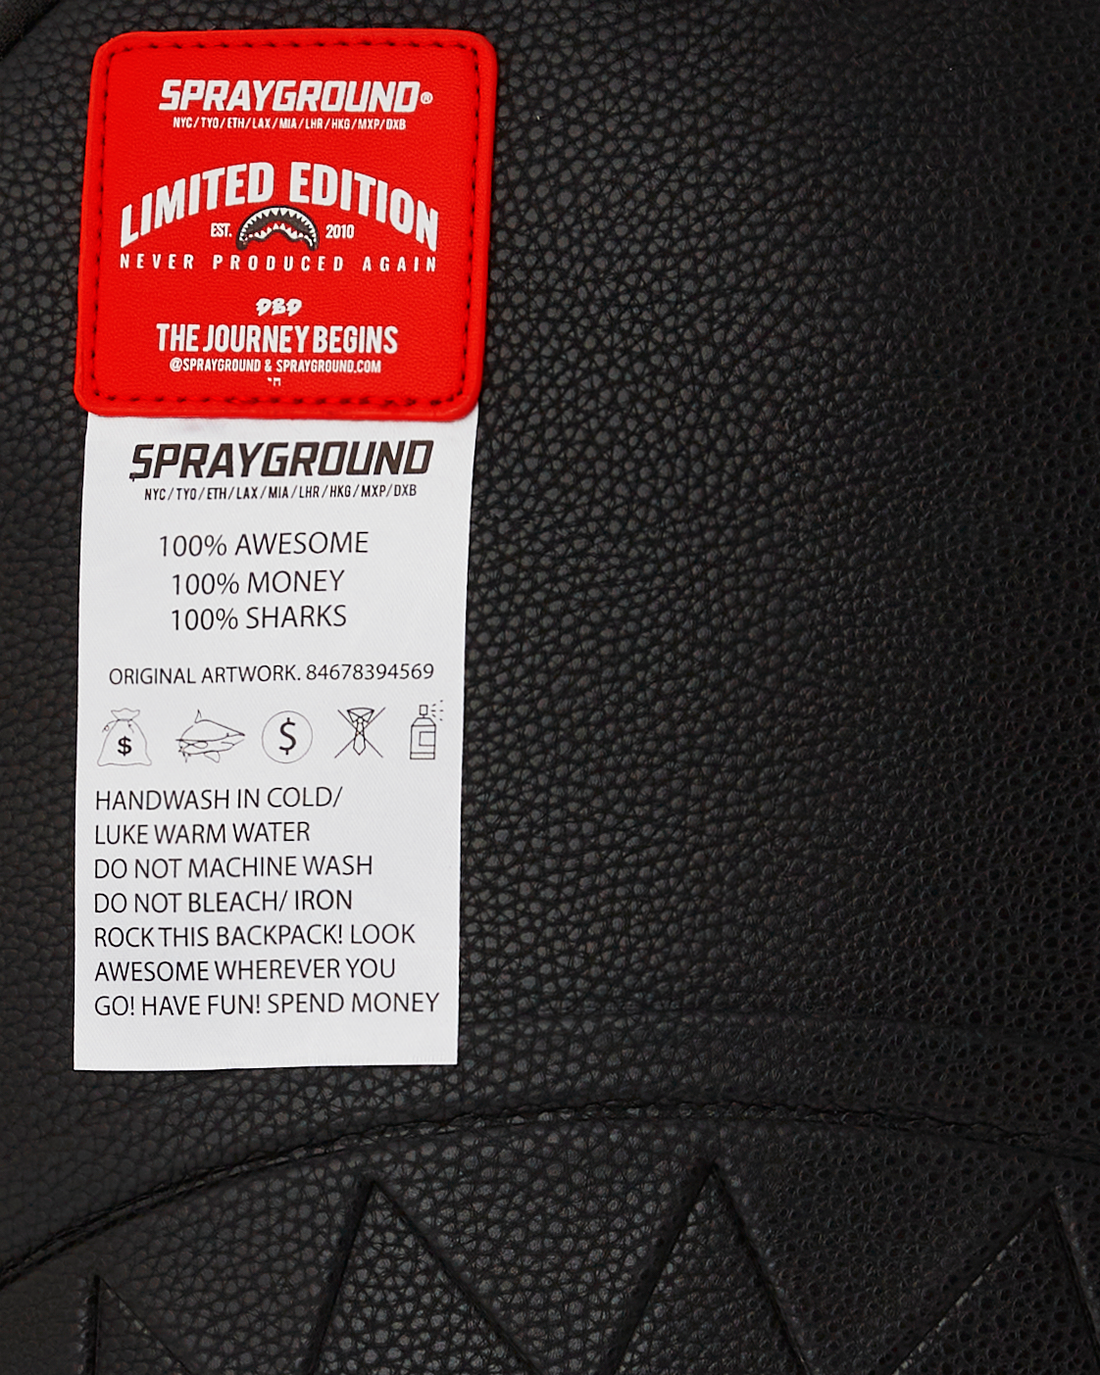 SPRAYGROUND®
NYC/TYO/ETH/LAX/MIA/LHR/HKG/MXP/DXB
LIMITED EDITION
EST. 2010
NEVER PRODUCED AGAIN
DBD
THE JOURNEY BEGINS
@SPRAYGROUND & SPRAYGROUND.COM
SPRAYGROUND
NYC/TYO/ETH/LAX/MIA/LHR/HKG/MXP/DXB
100% AWESOME
100% MONEY
100% SHARKS
ORIGINAL ARTWORK. 84678394569
$ $
HANDWASH IN COLD/
LUKE WARM WATER
DO NOT MACHINE WASH
DO NOT BLEACH/ IRON
ROCK THIS BACKPACK! LOOK
AWESOME WHEREVER YOU
GO! HAVE FUN! SPEND MONEY